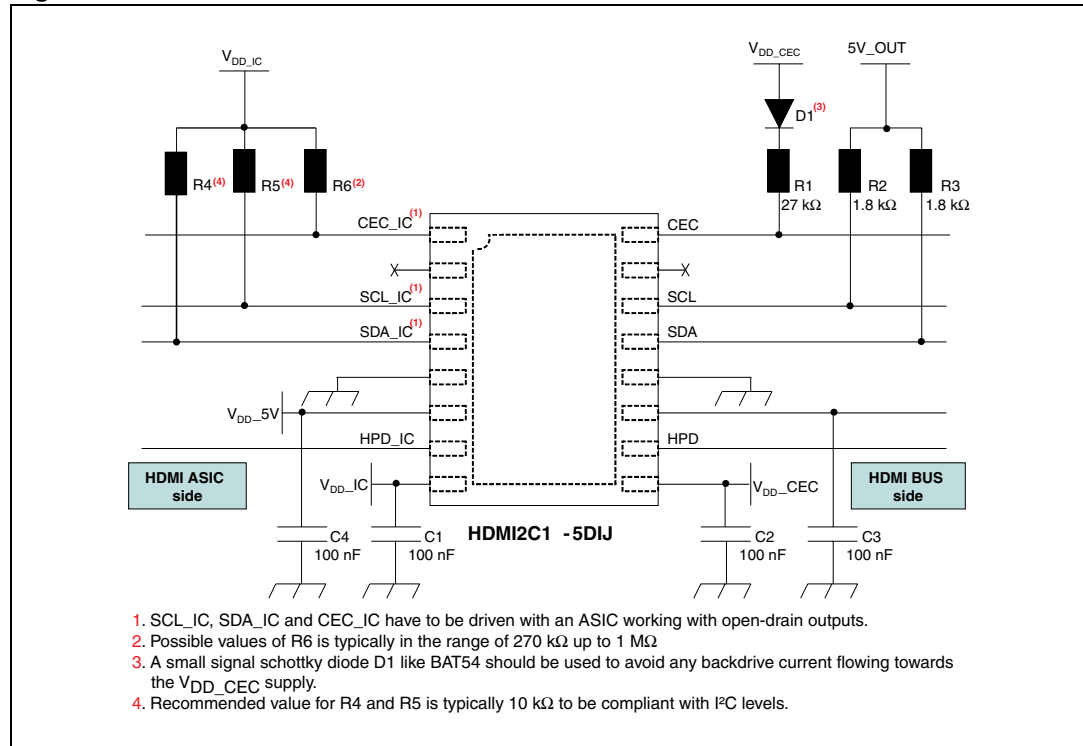 V_DD_IC
V_DD_CEC
5V_OUT
D1(3)
R4(4)
R5(4)
R6(2)
R1
27 kΩ
R2
1.8 kΩ
R3
1.8 kΩ
CEC_IC(1)
CEC
SCL_IC(1)
SCL
SDA_IC(1)
SDA
V_DD_5V
HPD_IC
HPD
HDMI ASIC
side
V_DD_IC
V_DD_CEC
HDMI BUS
side
HDMI2C1 -5DIJ
C4
100 nF
C1
100 nF
C2
100 nF
C3
100 nF
1. SCL_IC, SDA_IC and CEC_IC have to be driven with an ASIC working with open-drain outputs.
2. Possible values of R6 is typically in the range of 270 kΩ up to 1 MΩ
3. A small signal schottky diode D1 like BAT54 should be used to avoid any backdrive current flowing towards
the V_DD_CEC supply.
4. Recommended value for R4 and R5 is typically 10 kΩ to be compliant with I²C levels.